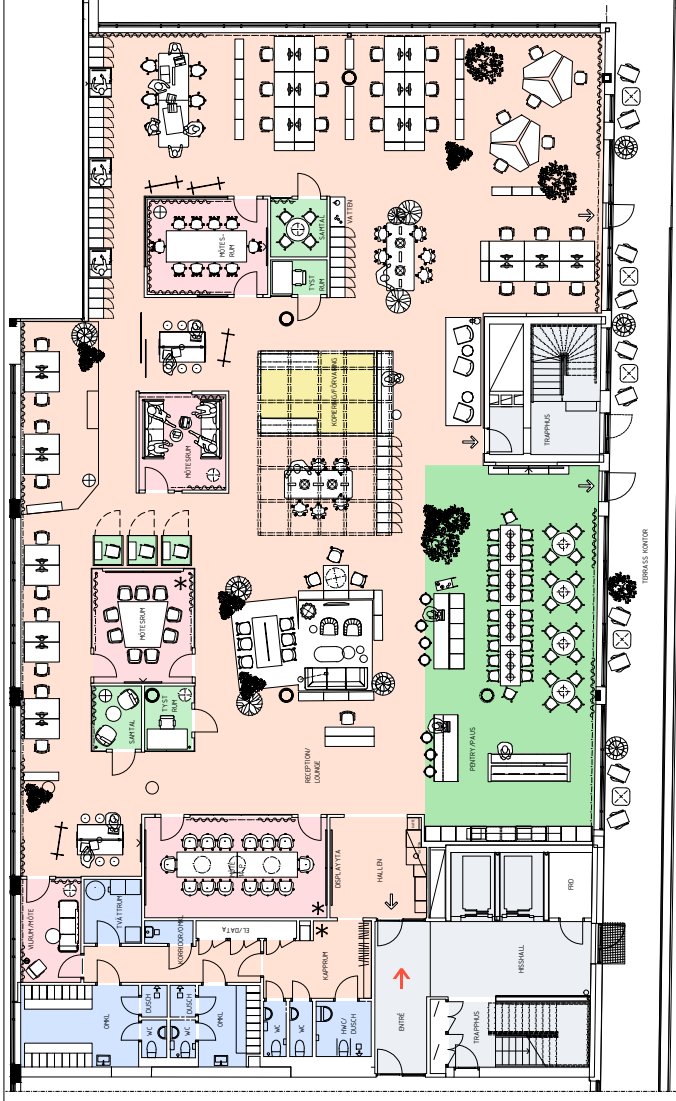 VATTEN
SAMTAL
MÖTES-
RUM
TYST
RUM
KOPIERING/FÖRVARING
TRAPPHUS
MÖTESRUM
TERRASS KONTOR
MÖTESRUM
SAMTAL
TYST
RUM
PENTRY/PAUS
RECEPTION/
LOUNGE
DISPLAYYTA
HALLEN
FRD
VILRUM/MÖTE
TVÄTTRUM
KORRIDOR/OMKL
EL/DATA
KAPPRUM
HISSHALL
ENTRÉ
OMKL
DUSCH
DUSCH
WC
WC
OMKL
WC
WC
HWC/
DUSCH
TRAPPHUS